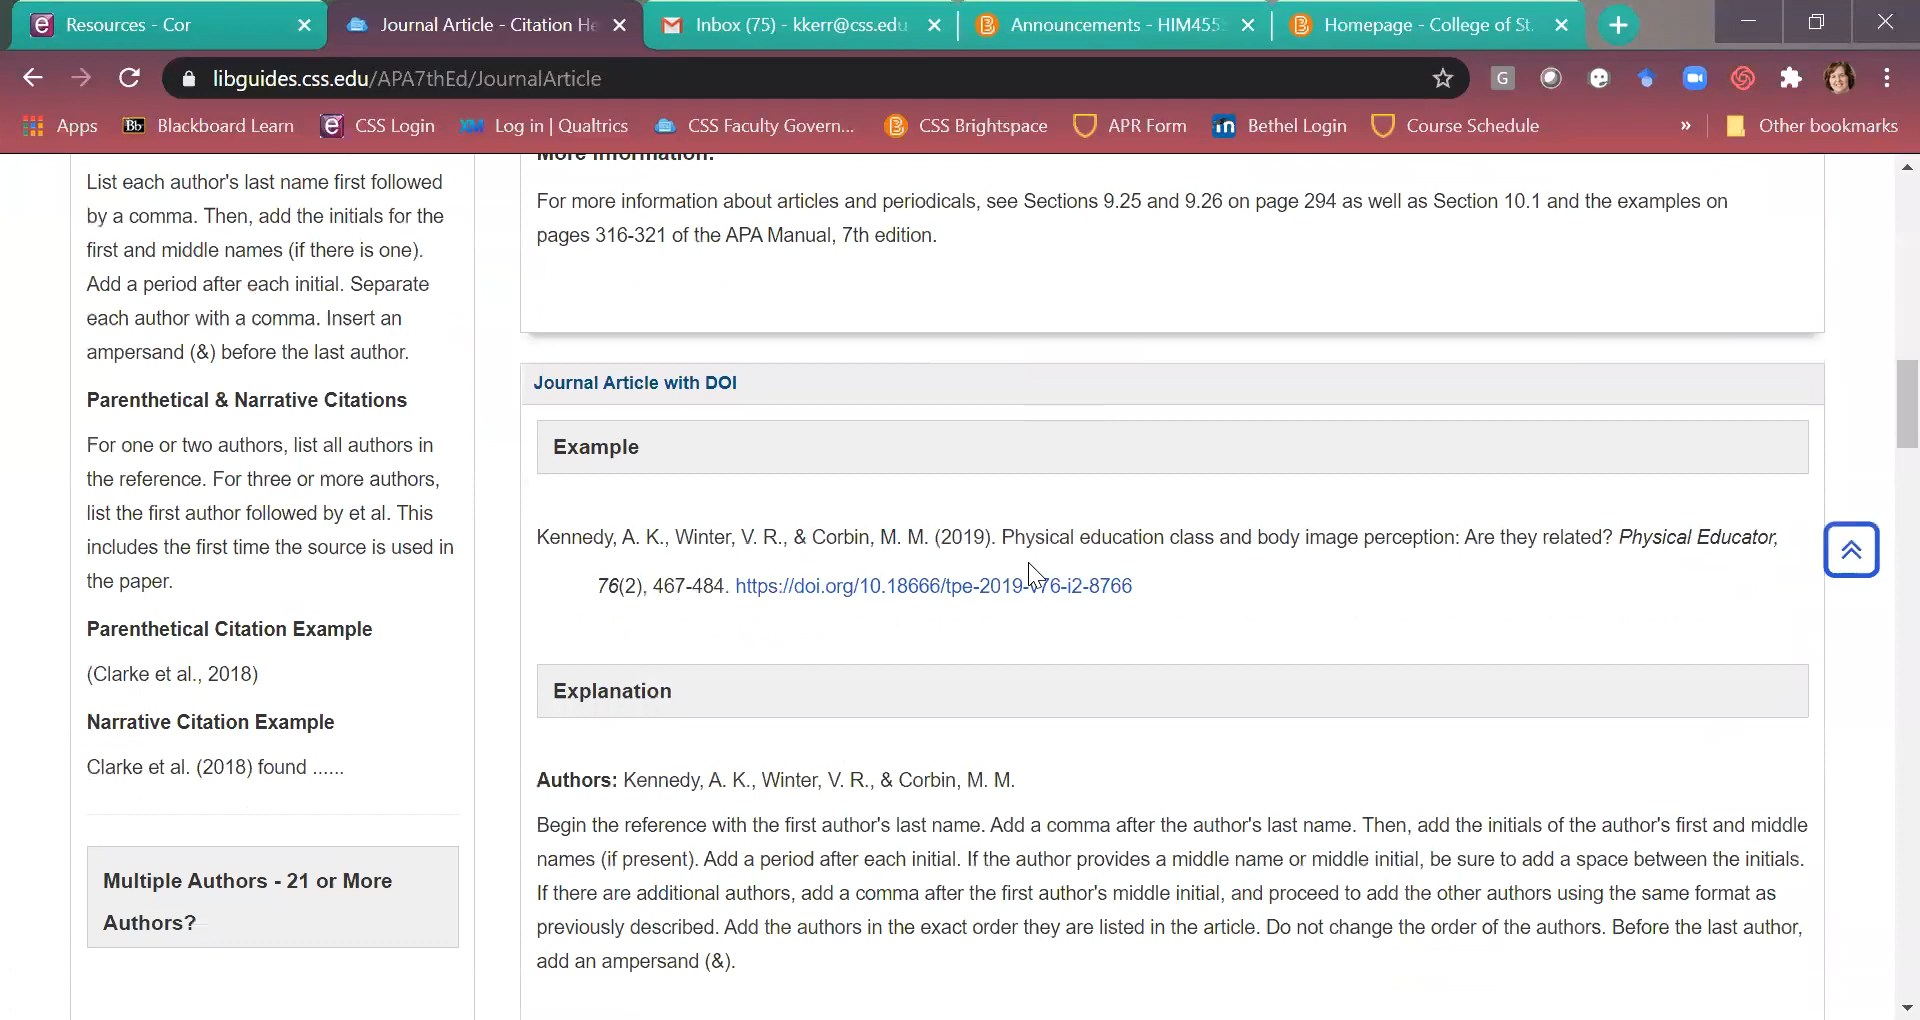 Resources - Cor
Journal Article - Citation He
Inbox (75) - kkerr@css.edu
Announcements - HIM455
Homepage - College of St.
libguides.css.edu/APA7thEd/JournalArticle
G
Apps
Bb Blackboard Learn
CSS Login
XM Log in | Qualtrics
CSS Faculty Govern...
CSS Brightspace
APR Form
Bethel Login
Course Schedule
»
Other bookmarks
List each author's last name first followed
by a comma. Then, add the initials for the
first and middle names (if there is one).
Add a period after each initial. Separate
each author with a comma. Insert an
ampersand (&) before the last author.
Parenthetical & Narrative Citations
For one or two authors, list all authors in
the reference. For three or more authors,
list the first author followed by et al. This
includes the first time the source is used in
the paper.
Parenthetical Citation Example
(Clarke et al., 2018)
Narrative Citation Example
Clarke et al. (2018) found ......
Multiple Authors - 21 or More
Authors?
More Information:
For more information about articles and periodicals, see Sections 9.25 and 9.26 on page 294 as well as Section 10.1 and the examples on
pages 316-321 of the APA Manual, 7th edition.
Journal Article with DOI
Example
Kennedy, A. K., Winter, V. R., & Corbin, M. M. (2019). Physical education class and body image perception: Are they related? Physical Educator,
76(2), 467-484. https://doi.org/10.18666/tpe-2019-v76-i2-8766
Explanation
Authors: Kennedy, A. K., Winter, V. R., & Corbin, M. M.
Begin the reference with the first author's last name. Add a comma after the author's last name. Then, add the initials of the author's first and middle
names (if present). Add a period after each initial. If the author provides a middle name or middle initial, be sure to add a space between the initials.
If there are additional authors, add a comma after the first author's middle initial, and proceed to add the other authors using the same format as
previously described. Add the authors in the exact order they are listed in the article. Do not change the order of the authors. Before the last author,
add an ampersand (&).